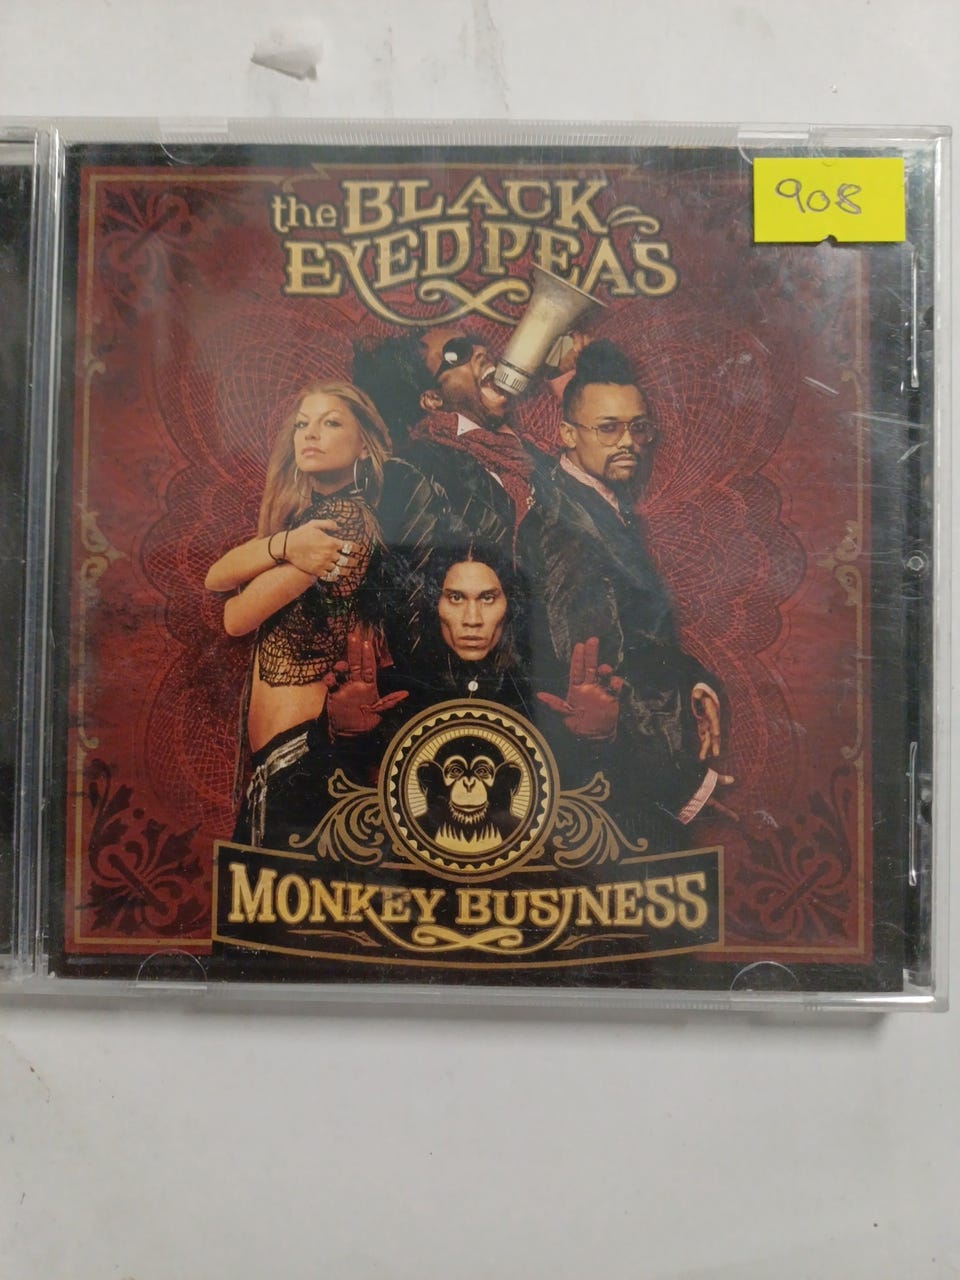 908
the BLACK
EYED PEAS
MONKEY BUSINESS